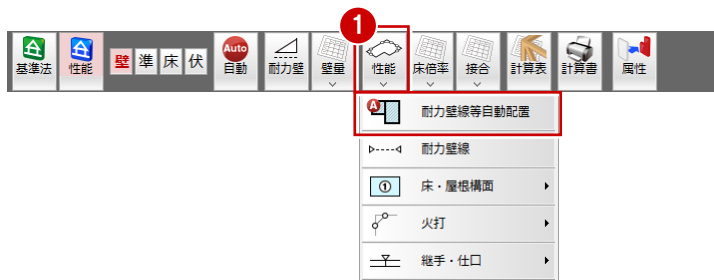 1
Auto
基準法 性能 壁 準 床 伏 自動 耐力壁 壁量 性能 床倍率 接合 計算表 計算書 属性
A 耐力壁線等自動配置
耐力壁線
① 床・屋根構面
火打
継手・仕口